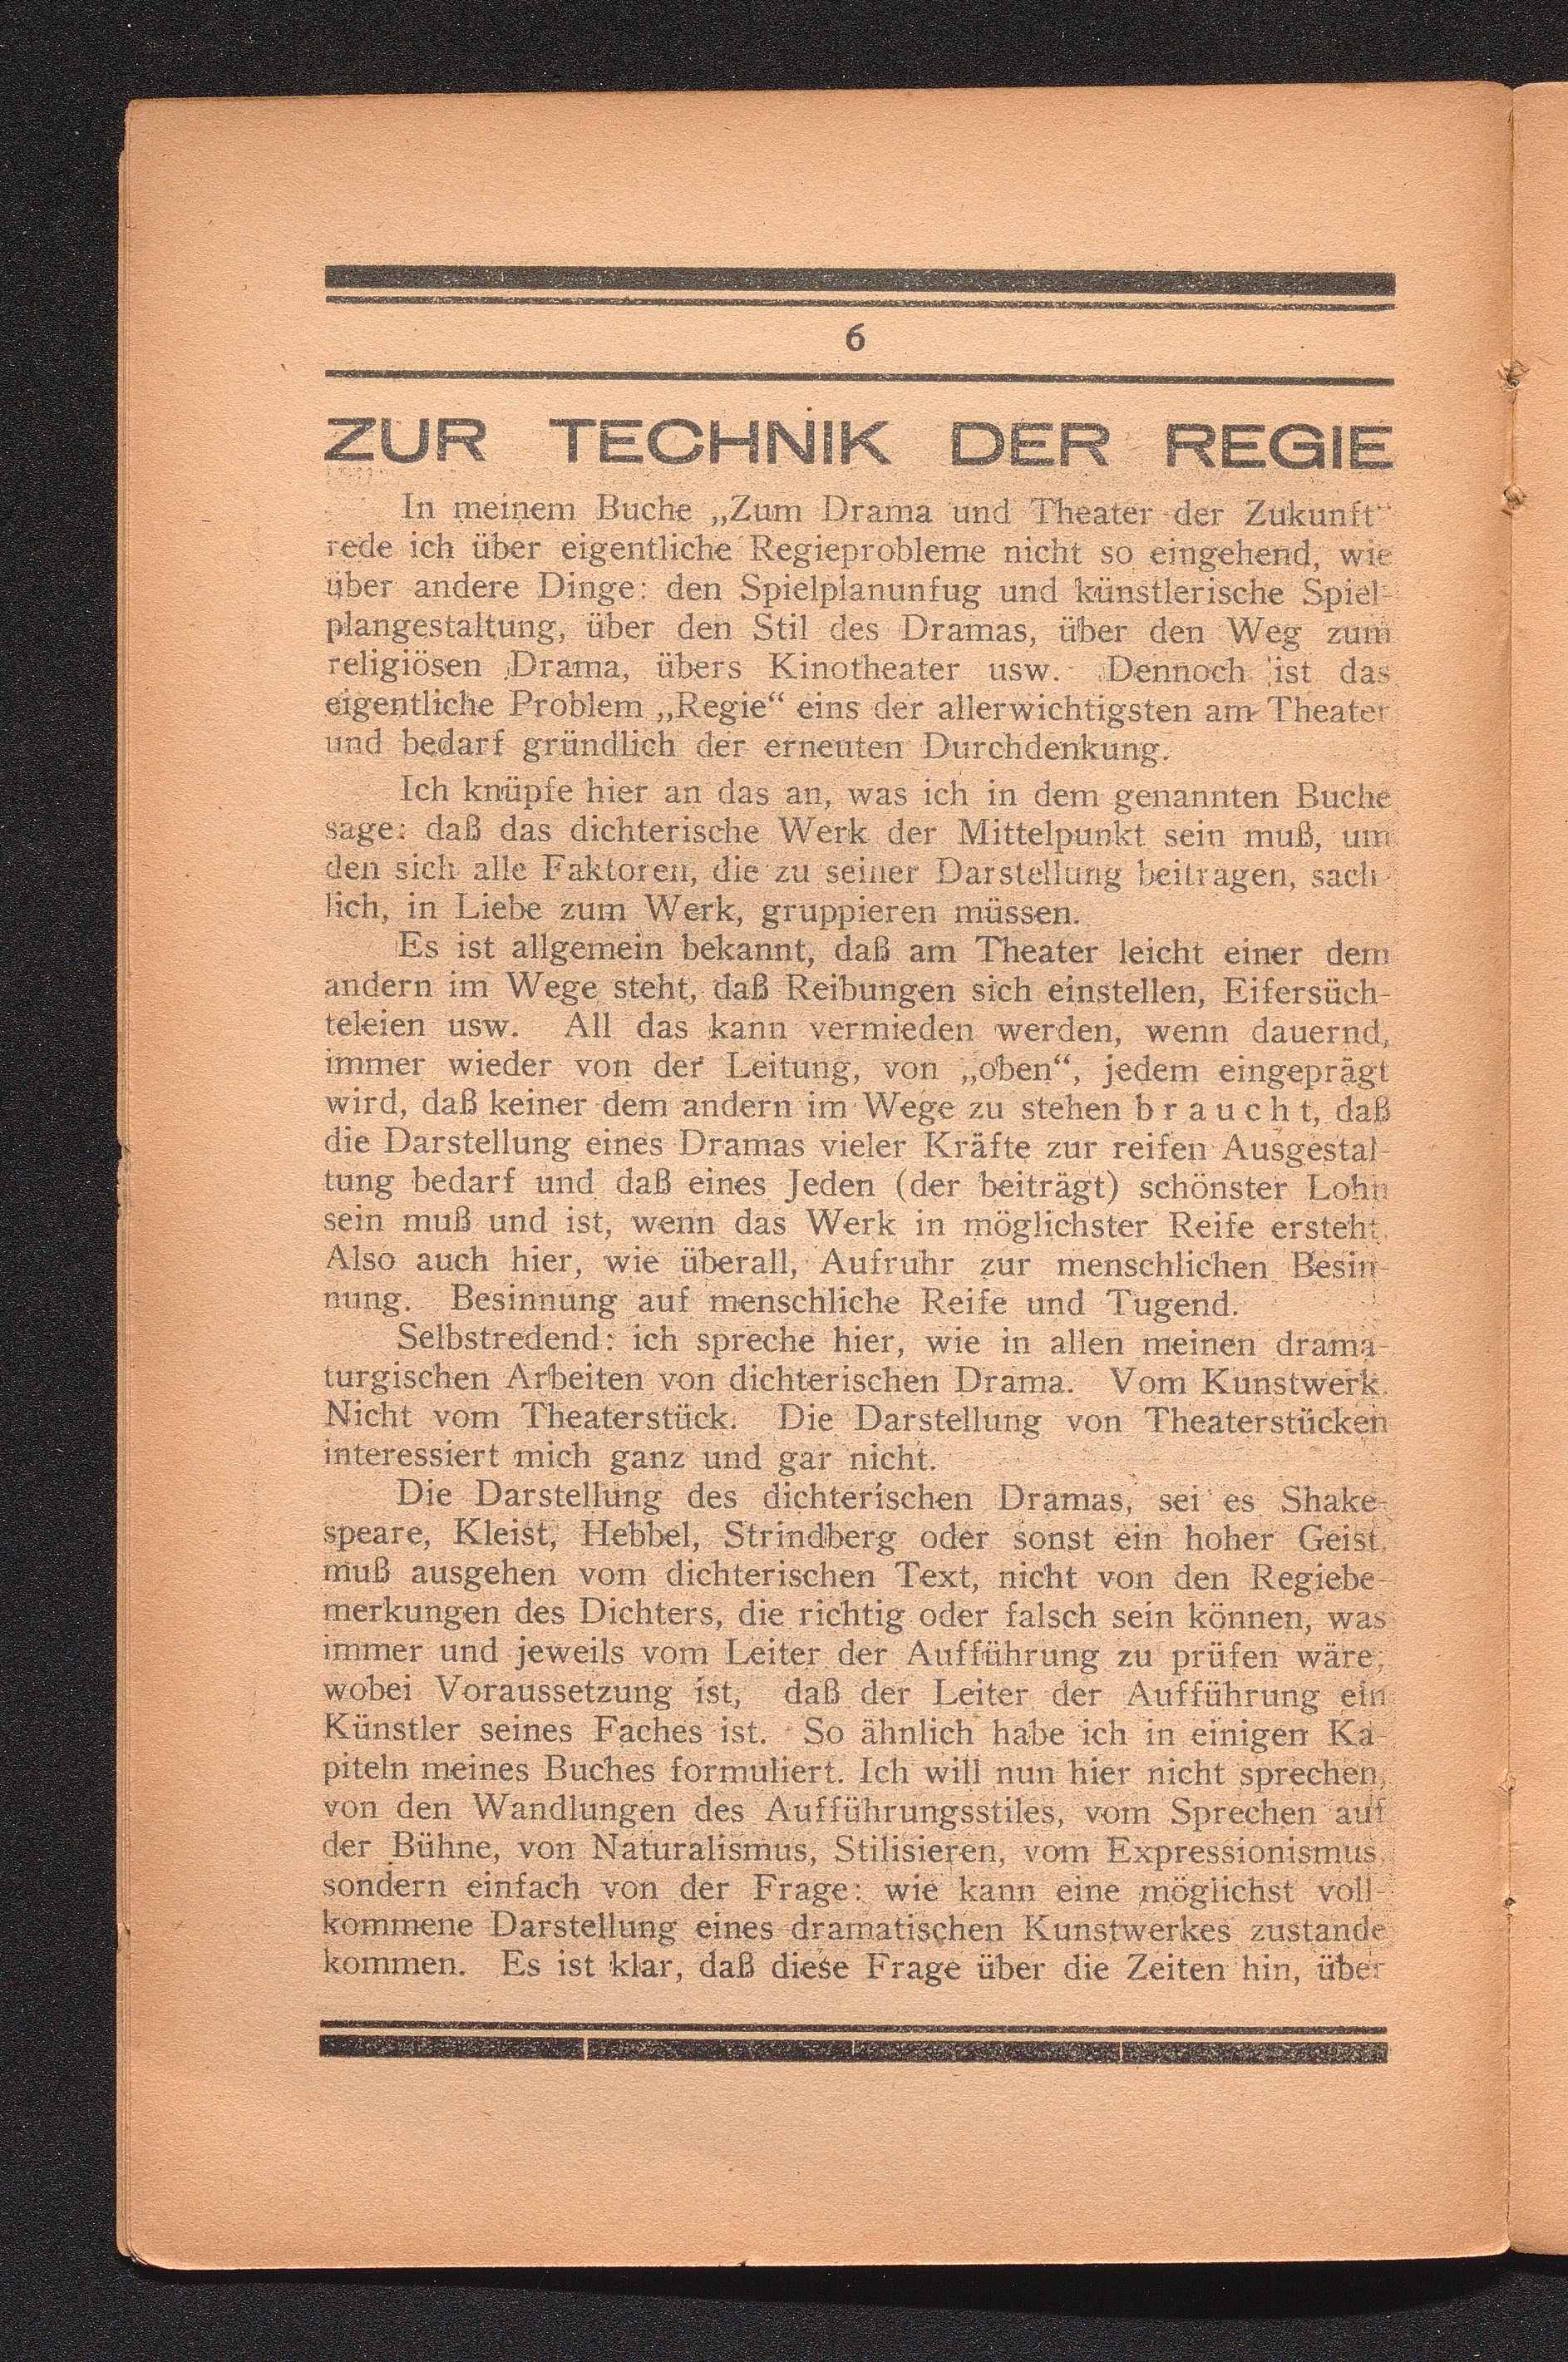 6
ZUR TECHNIK DER REGIE
In meinem Buche „Zum Drama und Theater der Zukunft“
rede ich über eigentliche Regieprobleme nicht so eingehend, wie
über andere Dinge: den Spielplanunfug und künstlerische Spiel-
plangestaltung, über den Stil des Dramas, über den Weg zum
religiösen Drama, übers Kinotheater usw. Dennoch ist das
eigentliche Problem „Regie“ eins der allerwichtigsten am Theater
und bedarf gründlich der erneuten Durchdenkung.
Ich knüpfe hier an das an, was ich in dem genannten Buche
sage: daß das dichterische Werk der Mittelpunkt sein muß, um
den sich alle Faktoren, die zu seiner Darstellung beitragen, sach-
lich, in Liebe zum Werk, gruppieren müssen.
Es ist allgemein bekannt, daß am Theater leicht einer dem
andern im Wege steht, daß Reibungen sich einstellen, Eifersüch-
teleien usw. All das kann vermieden werden, wenn dauernd,
immer wieder von der Leitung, von „oben“, jedem eingeprägt
wird, daß keiner dem andern im Wege zu stehen b r a u c h t, daß
die Darstellung eines Dramas vieler Kräfte zur reifen Ausgestal-
tung bedarf und daß eines Jeden (der beiträgt) schönster Lohn
sein muß und ist, wenn das Werk in möglichster Reife ersteht.
Also auch hier, wie überall, Aufruhr zur menschlichen Besin-
nung. Besinnung auf menschliche Reife und Tugend.
Selbstredend: ich spreche hier, wie in allen meinen drama-
turgischen Arbeiten von dichterischen Drama. Vom Kunstwerk.
Nicht vom Theaterstück. Die Darstellung von Theaterstücken
interessiert mich ganz und gar nicht.
Die Darstellung des dichterischen Dramas, sei es Shake-
speare, Kleist, Hebbel, Strindberg oder sonst ein hoher Geist,
muß ausgehen vom dichterischen Text, nicht von den Regiebe-
merkungen des Dichters, die richtig oder falsch sein können, was
immer und jeweils vom Leiter der Aufführung zu prüfen wäre;
wobei Voraussetzung ist, daß der Leiter der Aufführung ein
Künstler seines Faches ist. So ähnlich habe ich in einigen Ka-
piteln meines Buches formuliert. Ich will nun hier nicht sprechen,
von den Wandlungen des Aufführungsstiles, vom Sprechen auf
der Bühne, von Naturalismus, Stilisieren, vom Expressionismus,
sondern einfach von der Frage: wie kann eine möglichst voll-
kommene Darstellung eines dramatischen Kunstwerkes zustande
kommen. Es ist klar, daß diese Frage über die Zeiten hin, über